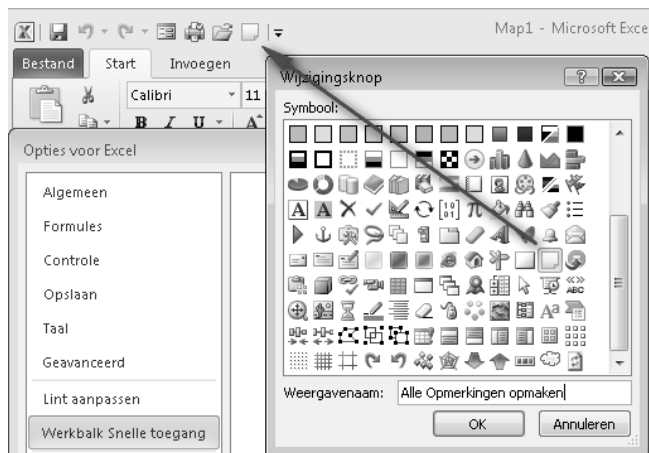 Map1 - Microsoft Exce
Bestand Start Invoegen
Calibri 11
B I U A
Opties voor Excel
Algemeen
Formules
Controle
Opslaan
Taal
Geavanceerd
Lint aanpassen
Werkbalk Snelle toegang
Wijzigingsknop
Symbool:
Weergavenaam: Alle Opmerkingen opmaken
OK Annuleren